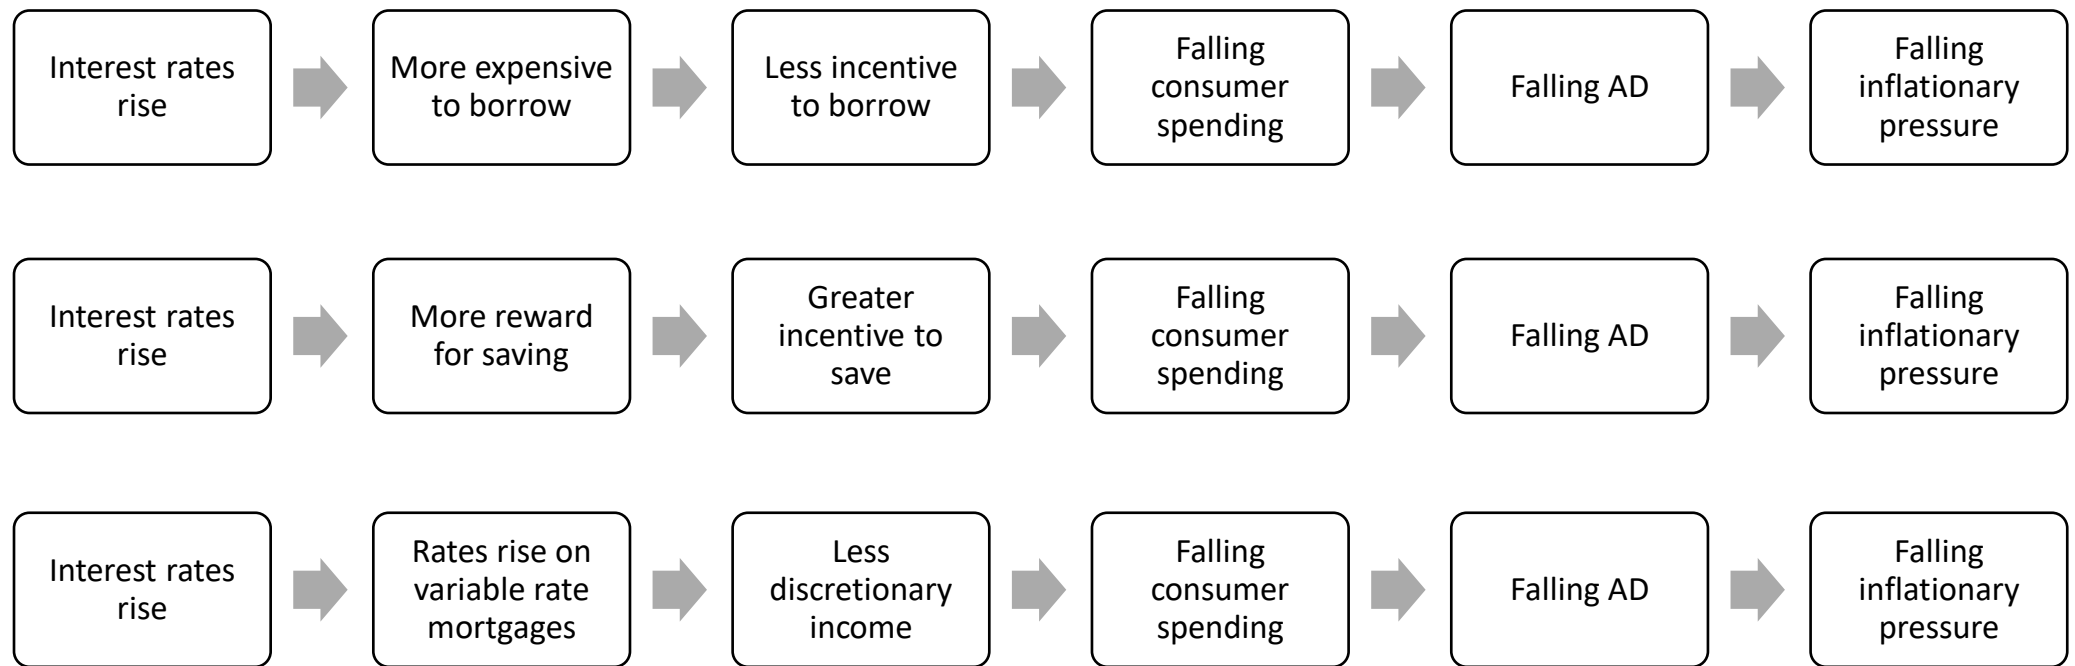 Interest rates
rise
More expensive
to borrow
Less incentive
to borrow
Falling
consumer
spending
Falling AD
Falling
inflationary
pressure
Interest rates
rise
More reward
for saving
Greater
incentive to
save
Falling
consumer
spending
Falling AD
Falling
inflationary
pressure
Interest rates
rise
Rates rise on
variable rate
mortgages
Less
discretionary
income
Falling
consumer
spending
Falling AD
Falling
inflationary
pressure